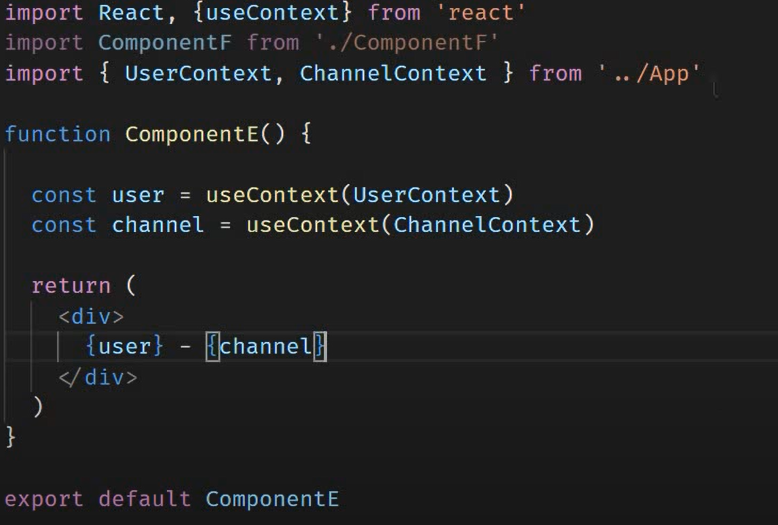 import React, {useContext} from 'react'
import ComponentF from './ComponentF'
import { UserContext, ChannelContext } from '../App'
function ComponentE() {
const user = useContext(UserContext)
const channel = useContext(ChannelContext)
return (
<div>
{user} - {channel}
</div>
)
}
export default ComponentE